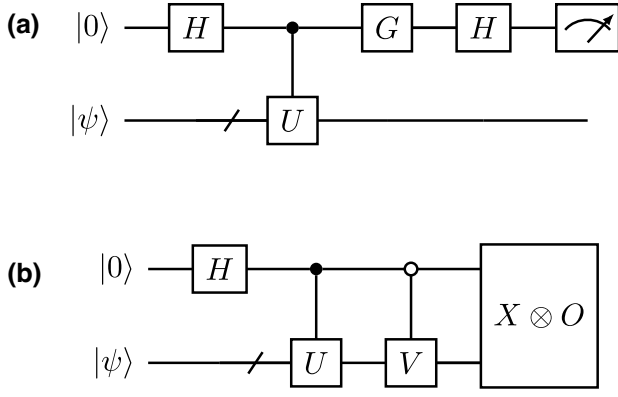 (a) |0⟩ H G H
|ψ⟩ U
(b) |0⟩ H
|ψ⟩ U V X ⊗ O